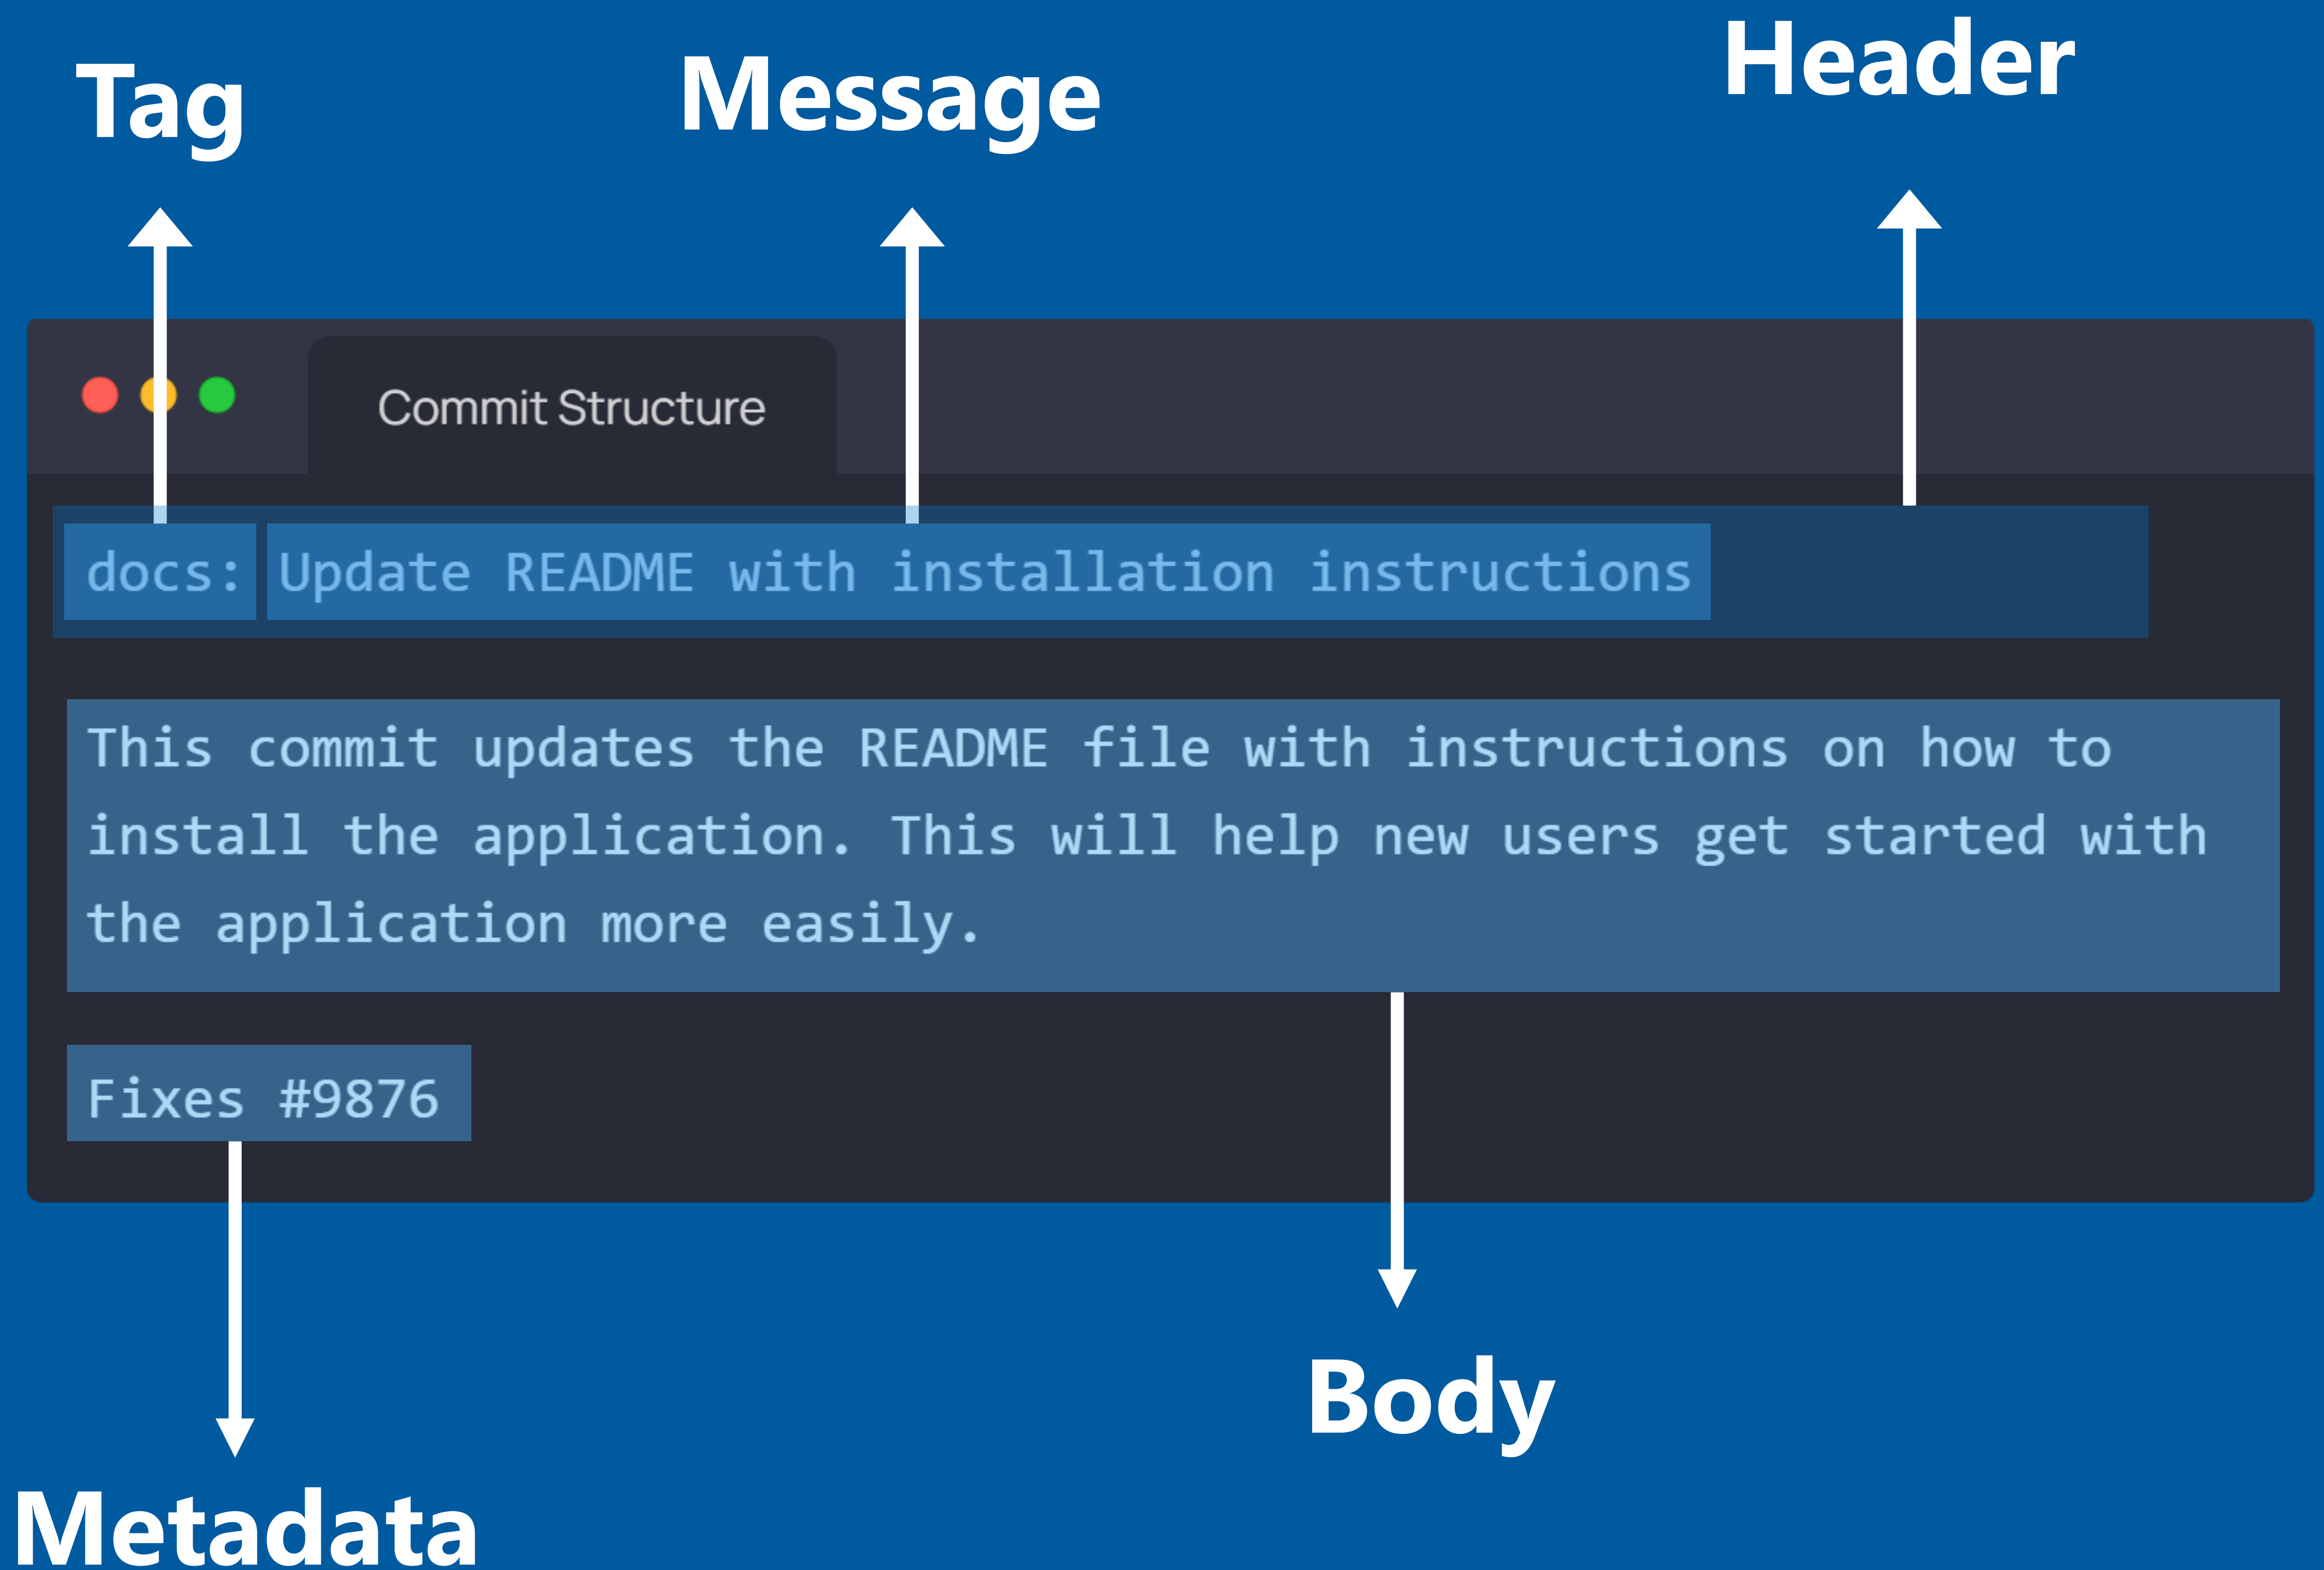 Header
Tag
Message
Commit Structure
docs: Update README with installation instructions
This commit updates the README file with instructions on how to
install the application. This will help new users get started with
the application more easily.
Fixes #9876
Body
Metadata